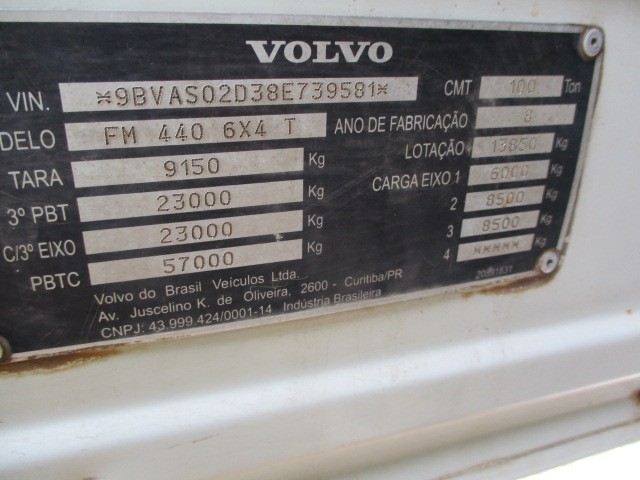 VOLVO
VIN. *9BVAS02D38E739581* CMT 100 Ton
DELO FM 440 6X4 T ANO DE FABRICAÇÃO 8
TARA 9150 Kg LOTAÇÃO 13850 Kg
3º PBT 23000 Kg CARGA EIXO 1 6000 Kg
C/3º EIXO 23000 Kg 2 8500 Kg
PBTC 57000 Kg 3 8500 Kg
4 ***** Kg
Volvo do Brasil Veículos Ltda.
Av. Juscelino K. de Oliveira, 2600 - Curitiba/PR
CNPJ: 43.999.424/0001-14 Indústria Brasileira